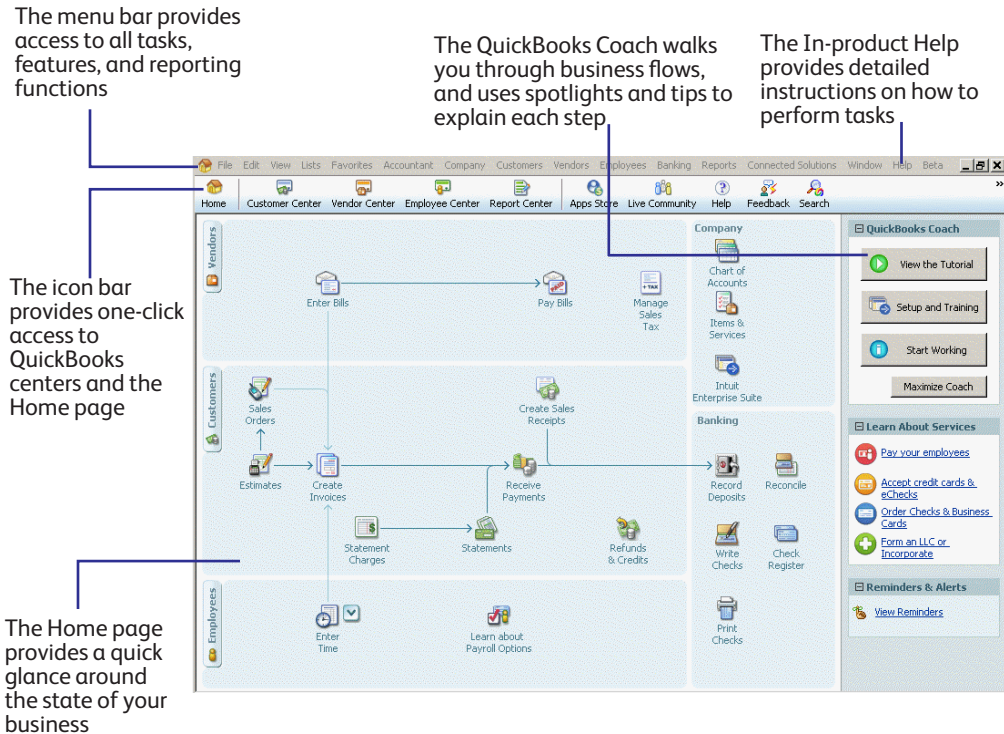 The menu bar provides
access to all tasks,
features, and reporting
functions
The QuickBooks Coach walks
you through business flows,
and uses spotlights and tips to
explain each step
The In-product Help
provides detailed
instructions on how to
perform tasks
File Edit View Lists Favorites Accountant Company Customers Vendors Employees Banking Reports Connected Solutions Window Help Beta
Home Customer Center Vendor Center Employee Center Report Center Apps Store Live Community Help Feedback Search
The icon bar
provides one-click
access to
QuickBooks
centers and the
Home page
The Home page
provides a quick
glance around
the state of your
business
Vendors
Enter Bills
Pay Bills
+ TAX
Manage
Sales
Tax
Customers
Sales
Orders
Create Sales
Receipts
Estimates
Create
Invoices
Receive
Payments
Statement
Charges
Statements
Refunds
& Credits
Employees
Enter
Time
Learn about
Payroll Options
Company
Chart of
Accounts
Items &
Services
Intuit
Enterprise Suite
Banking
Record
Deposits
Reconcile
Write
Checks
Check
Register
Print
Checks
QuickBooks Coach
View the Tutorial
Setup and Training
Start Working
Maximize Coach
Learn About Services
Pay your employees
Accept credit cards &
eChecks
Order Checks & Business
Cards
Form an LLC or
Incorporate
Reminders & Alerts
View Reminders